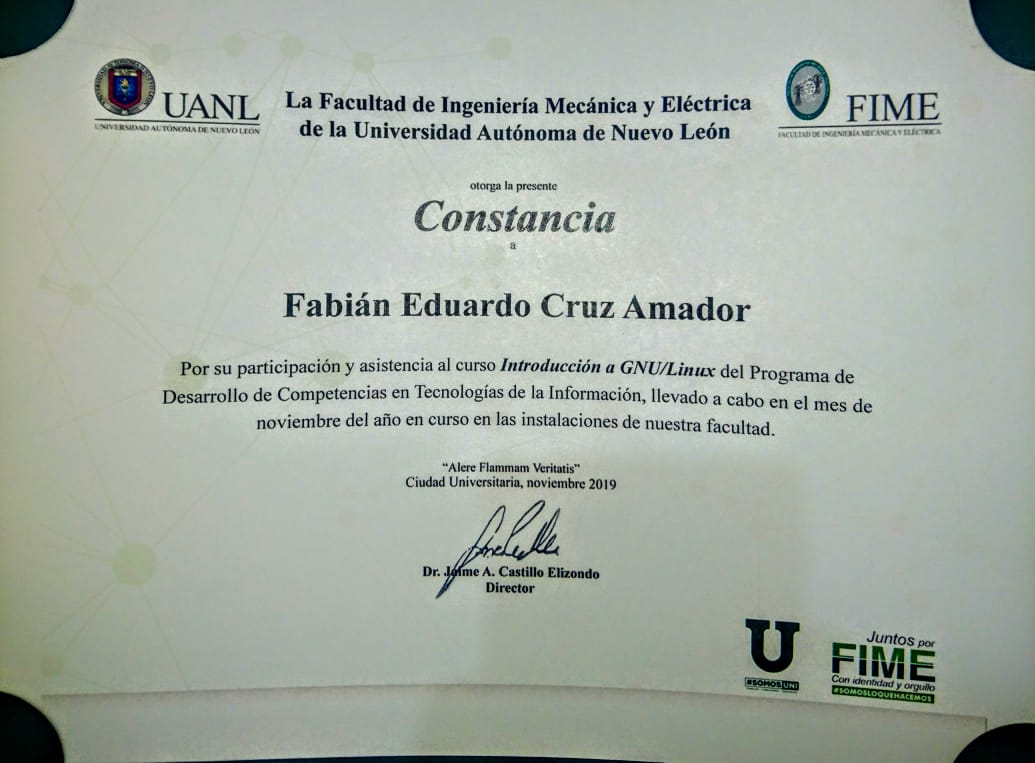 UANL
UNIVERSIDAD AUTÓNOMA DE NUEVO LEÓN
La Facultad de Ingeniería Mecánica y Eléctrica
de la Universidad Autónoma de Nuevo León
FIME
FACULTAD DE INGENIERÍA MECÁNICA Y ELÉCTRICA
otorga la presente
Constancia
a
Fabián Eduardo Cruz Amador
Por su participación y asistencia al curso Introducción a GNU/Linux del Programa de
Desarrollo de Competencias en Tecnologías de la Información, llevado a cabo en el mes de
noviembre del año en curso en las instalaciones de nuestra facultad.
“Alere Flammam Veritatis”
Ciudad Universitaria, noviembre 2019
Dr. Jaime A. Castillo Elizondo
Director
U
#SOMOSUNI
Juntos por
FIME
Con identidad y orgullo
#SOMOSLOQUEHACEMOS